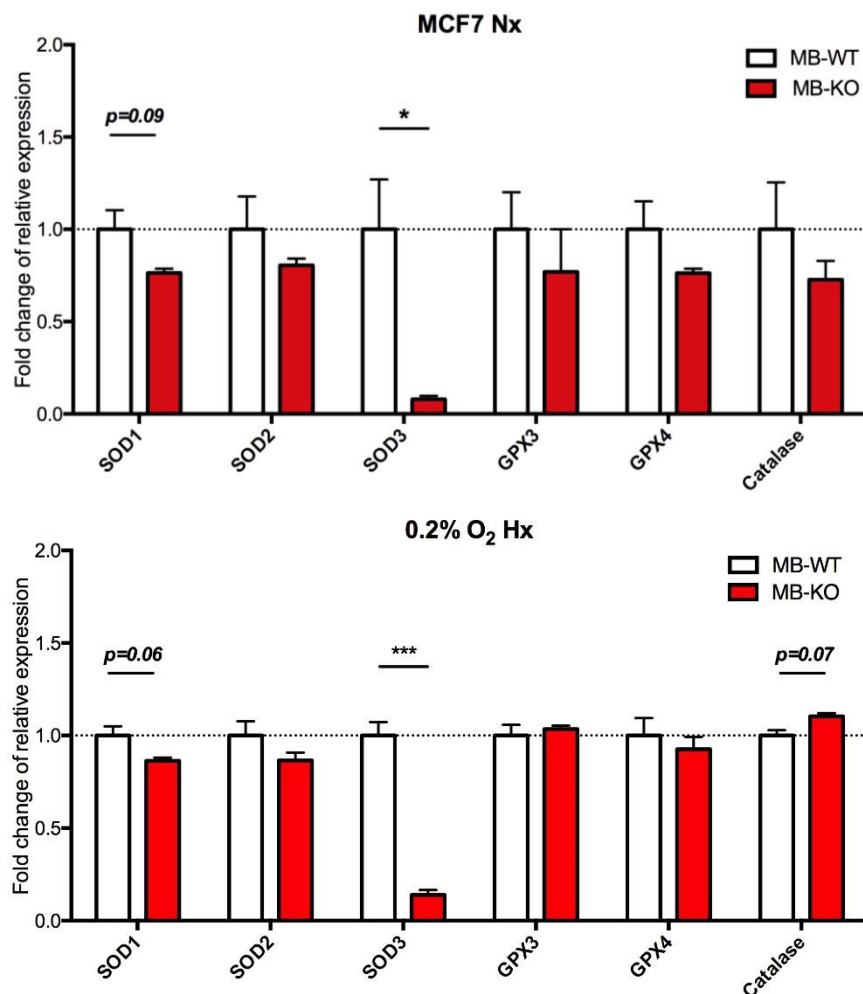 MCF7 Nx
Fold change of relative expression
2.0
1.5
1.0
0.5
0.0
MB-WT
MB-KO
p=0.09
*
SOD1
SOD2
SOD3
GPX3
GPX4
Catalase
0.2% O₂ Hx
Fold change of relative expression
2.0
1.5
1.0
0.5
0.0
MB-WT
MB-KO
p=0.06
***
p=0.07
SOD1
SOD2
SOD3
GPX3
GPX4
Catalase